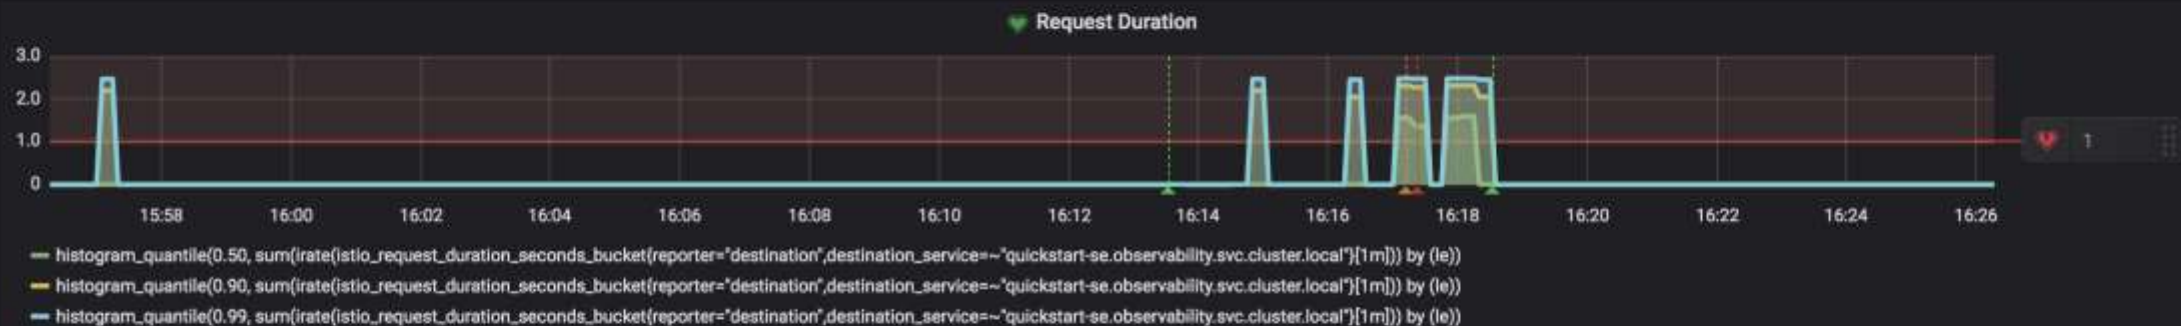 Request Duration
3.0
2.0
1.0
0
1
15:58 16:00 16:02 16:04 16:06 16:08 16:10 16:12 16:14 16:16 16:18 16:20 16:22 16:24 16:26
histogram_quantile(0.50, sum(irate(istio_request_duration_seconds_bucket{reporter="destination",destination_service=~"quickstart-se.observability.svc.cluster.local"}[1m])) by (le))
histogram_quantile(0.90, sum(irate(istio_request_duration_seconds_bucket{reporter="destination",destination_service=~"quickstart-se.observability.svc.cluster.local"}[1m])) by (le))
histogram_quantile(0.99, sum(irate(istio_request_duration_seconds_bucket{reporter="destination",destination_service=~"quickstart-se.observability.svc.cluster.local"}[1m])) by (le))